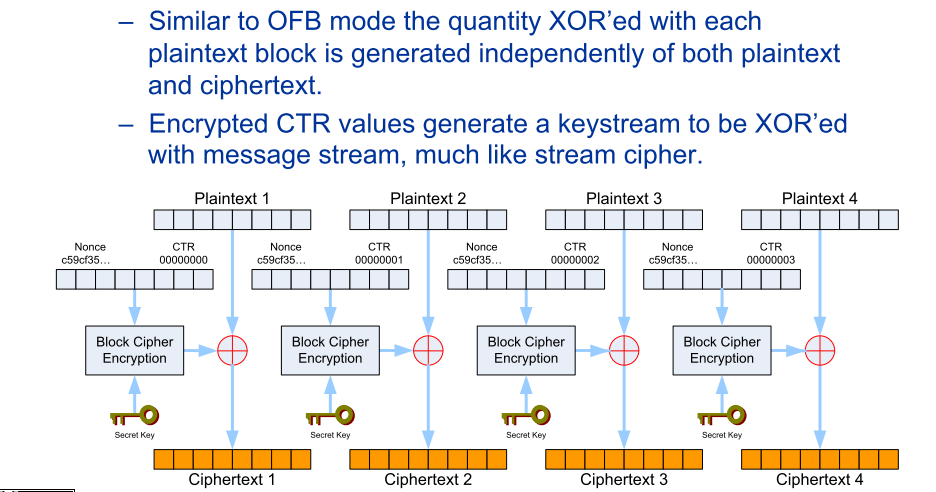 – Similar to OFB mode the quantity XOR’ed with each
plaintext block is generated independently of both plaintext
and ciphertext.
– Encrypted CTR values generate a keystream to be XOR’ed
with message stream, much like stream cipher.
Plaintext 1 Plaintext 2 Plaintext 3 Plaintext 4
Nonce CTR Nonce CTR Nonce CTR Nonce CTR
c59cf35... 00000000 c59cf35... 00000001 c59cf35... 00000002 c59cf35... 00000003
Block Cipher Block Cipher Block Cipher Block Cipher
Encryption Encryption Encryption Encryption
Secret Key Secret Key Secret Key Secret Key
Ciphertext 1 Ciphertext 2 Ciphertext 3 Ciphertext 4